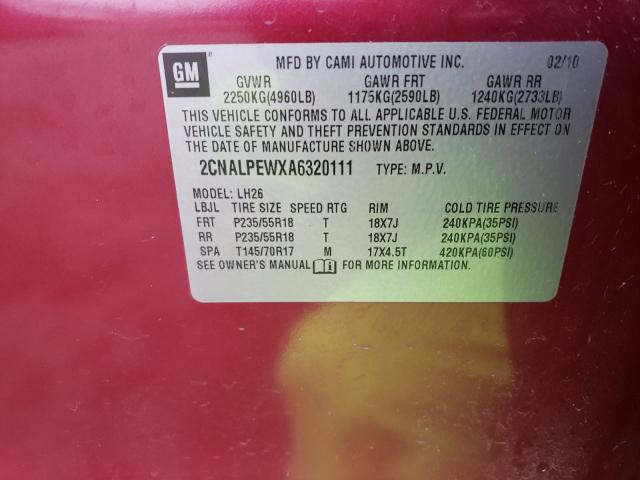 GM
MFD BY CAMI AUTOMOTIVE INC. 02/10
GVWR GAWR FRT GAWR RR
2250KG(4960LB) 1175KG(2590LB) 1240KG(2733LB)
THIS VEHICLE CONFORMS TO ALL APPLICABLE U.S. FEDERAL MOTOR
VEHICLE SAFETY AND THEFT PREVENTION STANDARDS IN EFFECT ON
THE DATE OF MANUFACTURE SHOWN ABOVE.
2CNALPEWXA6320111 TYPE: M.P.V.
MODEL: LH26
LBJL TIRE SIZE SPEED RTG RIM COLD TIRE PRESSURE
FRT P235/55R18 T 18X7J 240KPA(35PSI)
RR P235/55R18 T 18X7J 240KPA(35PSI)
SPA T145/70R17 M 17X4.5T 420KPA(60PSI)
SEE OWNER'S MANUAL FOR MORE INFORMATION.